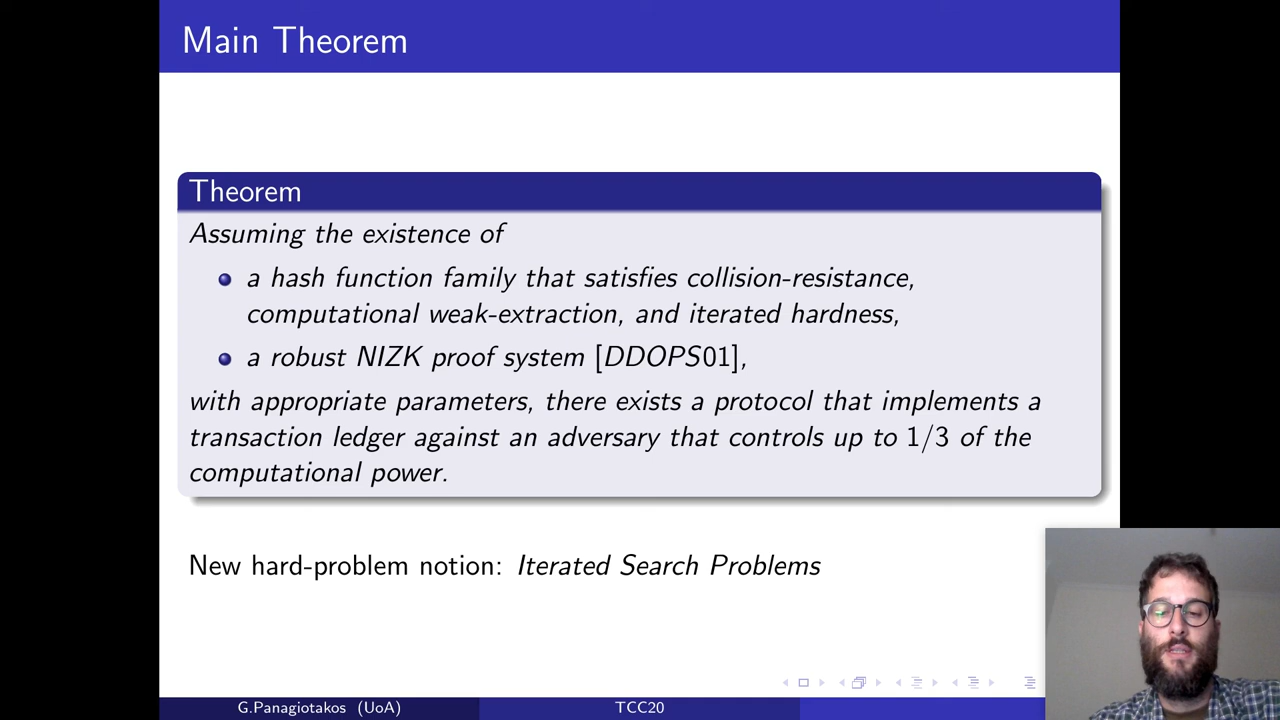 Main Theorem
Theorem
Assuming the existence of
a hash function family that satisfies collision-resistance,
computational weak-extraction, and iterated hardness,
a robust NIZK proof system [DDOPS01],
with appropriate parameters, there exists a protocol that implements a
transaction ledger against an adversary that controls up to 1/3 of the
computational power.
New hard-problem notion: Iterated Search Problems
G.Panagiotakos (UoA)
TCC20